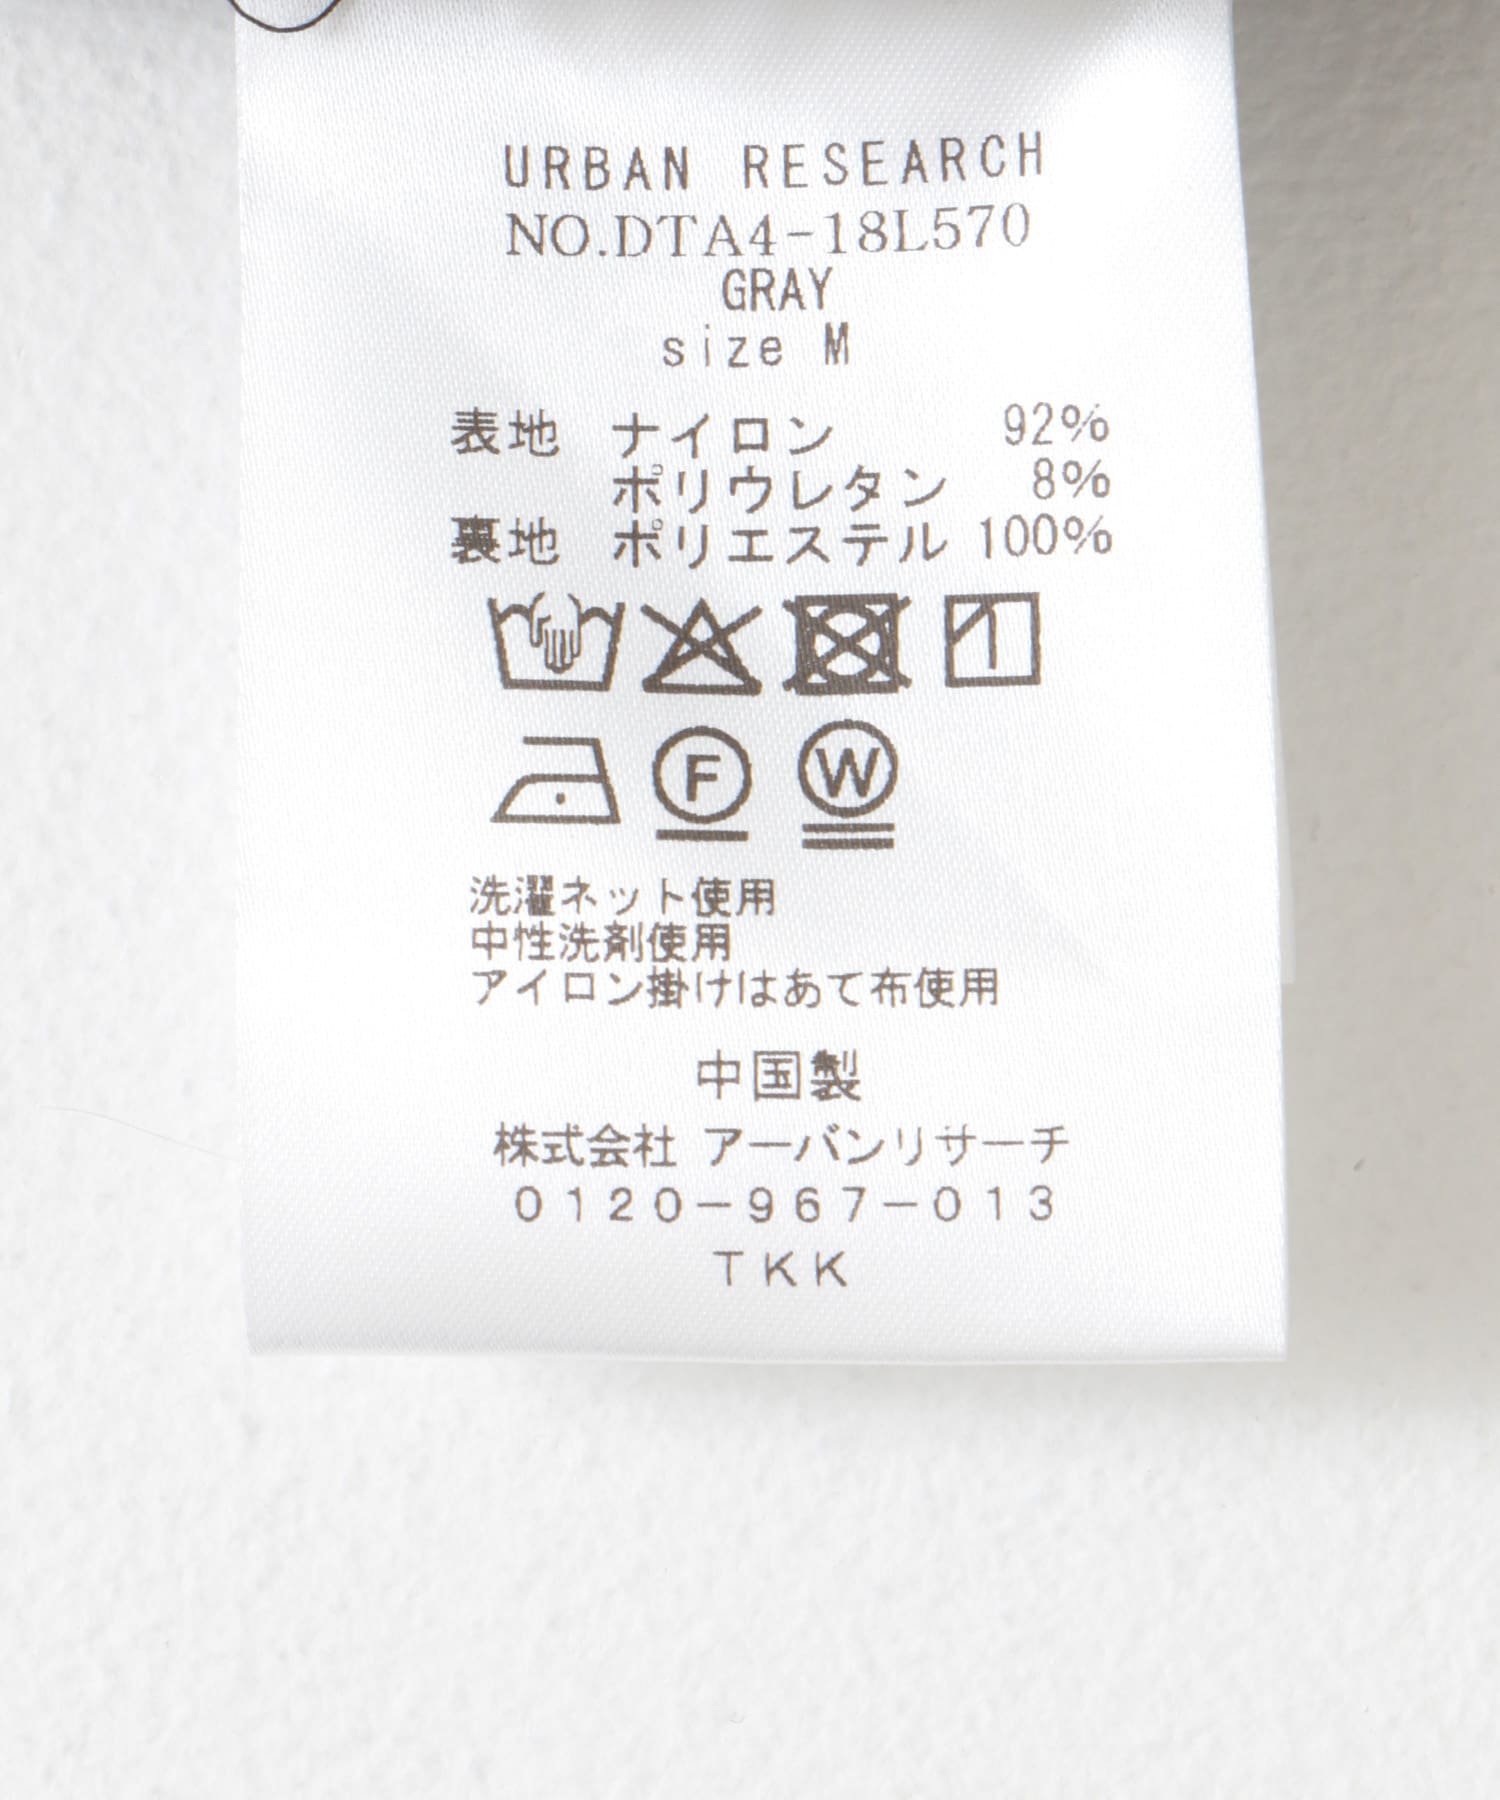 URBAN RESEARCH
NO.DTA4-18L570
GRAY
size M
表地 ナイロン 92%
ポリウレタン 8%
裏地 ポリエステル 100%
F W
洗濯ネット使用
中性洗剤使用
アイロン掛けはあて布使用
中国製
株式会社 アーバンリサーチ
0120-967-013
TKK